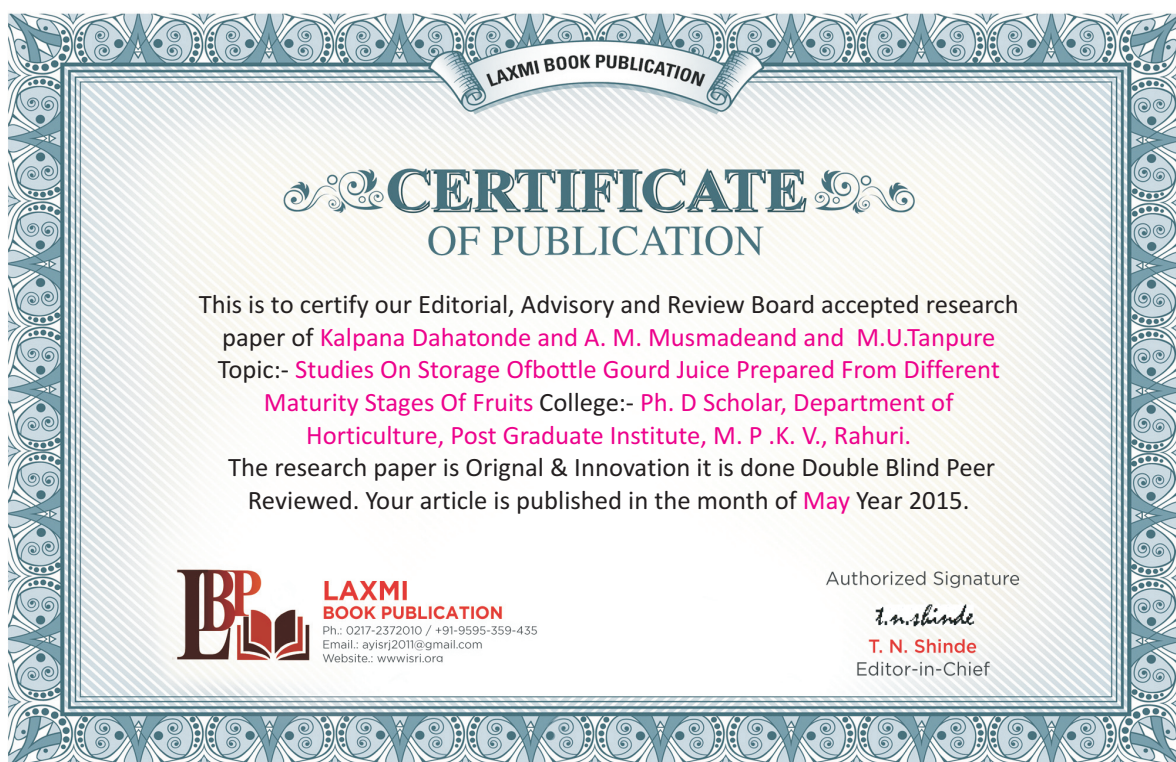 LAXMI BOOK PUBLICATION
CERTIFICATE
OF PUBLICATION
This is to certify our Editorial, Advisory and Review Board accepted research
paper of Kalpana Dahatonde and A. M. Musmadeand and M.U.Tanpure
Topic:- Studies On Storage Ofbottle Gourd Juice Prepared From Different
Maturity Stages Of Fruits College:- Ph. D Scholar, Department of
Horticulture, Post Graduate Institute, M. P .K. V., Rahuri.
The research paper is Orignal & Innovation it is done Double Blind Peer
Reviewed. Your article is published in the month of May Year 2015.
LBP
LAXMI
BOOK PUBLICATION
Ph.: 0217-2372010 / +91-9595-359-435
Email.: ayisrj2011@gmail.com
Website.: wwwisri.org
Authorized Signature
t.n.shinde
T. N. Shinde
Editor-in-Chief